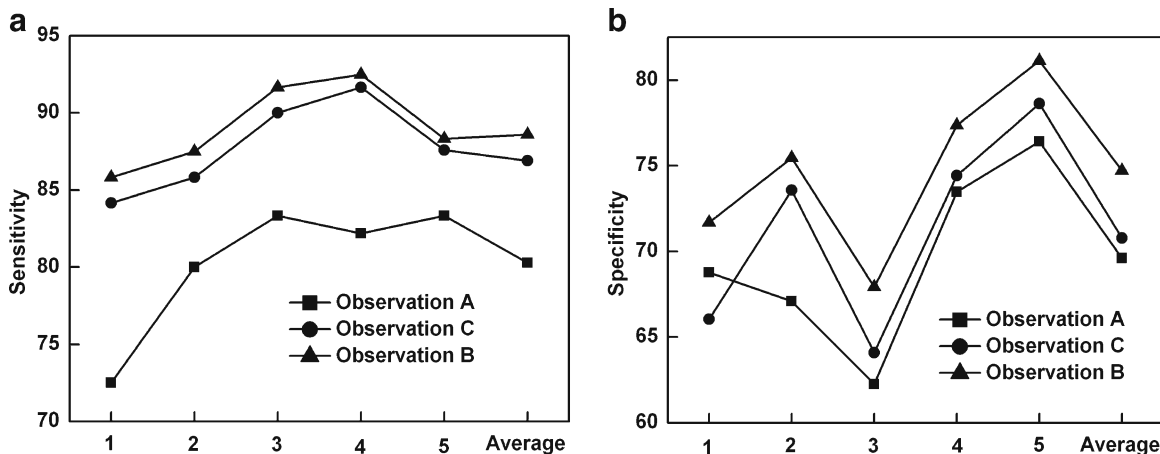 a
95
90
85
80
75
70
Sensitivity
Observation A
Observation C
Observation B
1 2 3 4 5 Average
b
80
75
70
65
60
Specificity
Observation A
Observation C
Observation B
1 2 3 4 5 Average